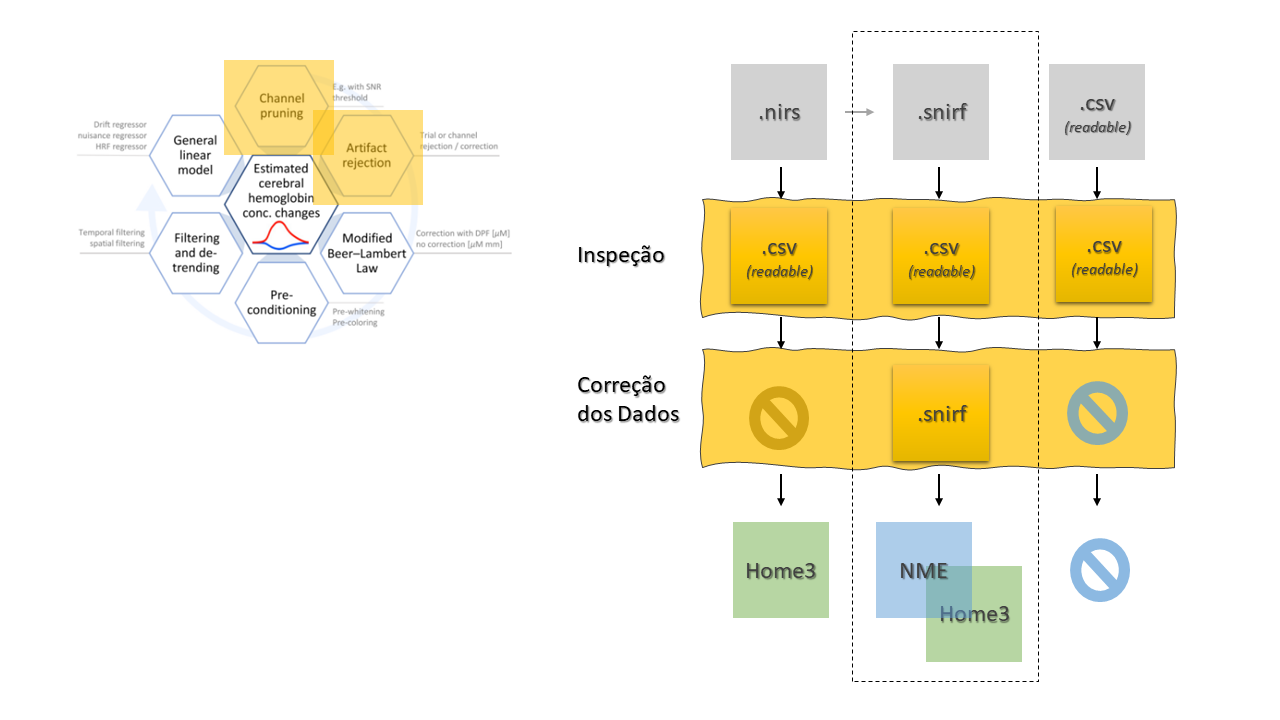 Channel
pruning
E.g. with SNR
threshold
Drift regressor
nuisance regressor
HRF regressor
General
linear
model
Artifact
rejection
Trial or channel
rejection / correction
Estimated
cerebral
hemoglobin
conc. changes
Temporal filtering
spatial filtering
Filtering
and de-
trending
Modified
Beer–Lambert
Law
Correction with DPF [µM]
no correction [µM mm]
Pre-
conditioning
Pre-whitening
Pre-coloring
.nirs
.snirf
.csv
(readable)
Inspeção
.csv
(readable)
.csv
(readable)
.csv
(readable)
Correção
dos Dados
.snirf
Home3
NME
Home3